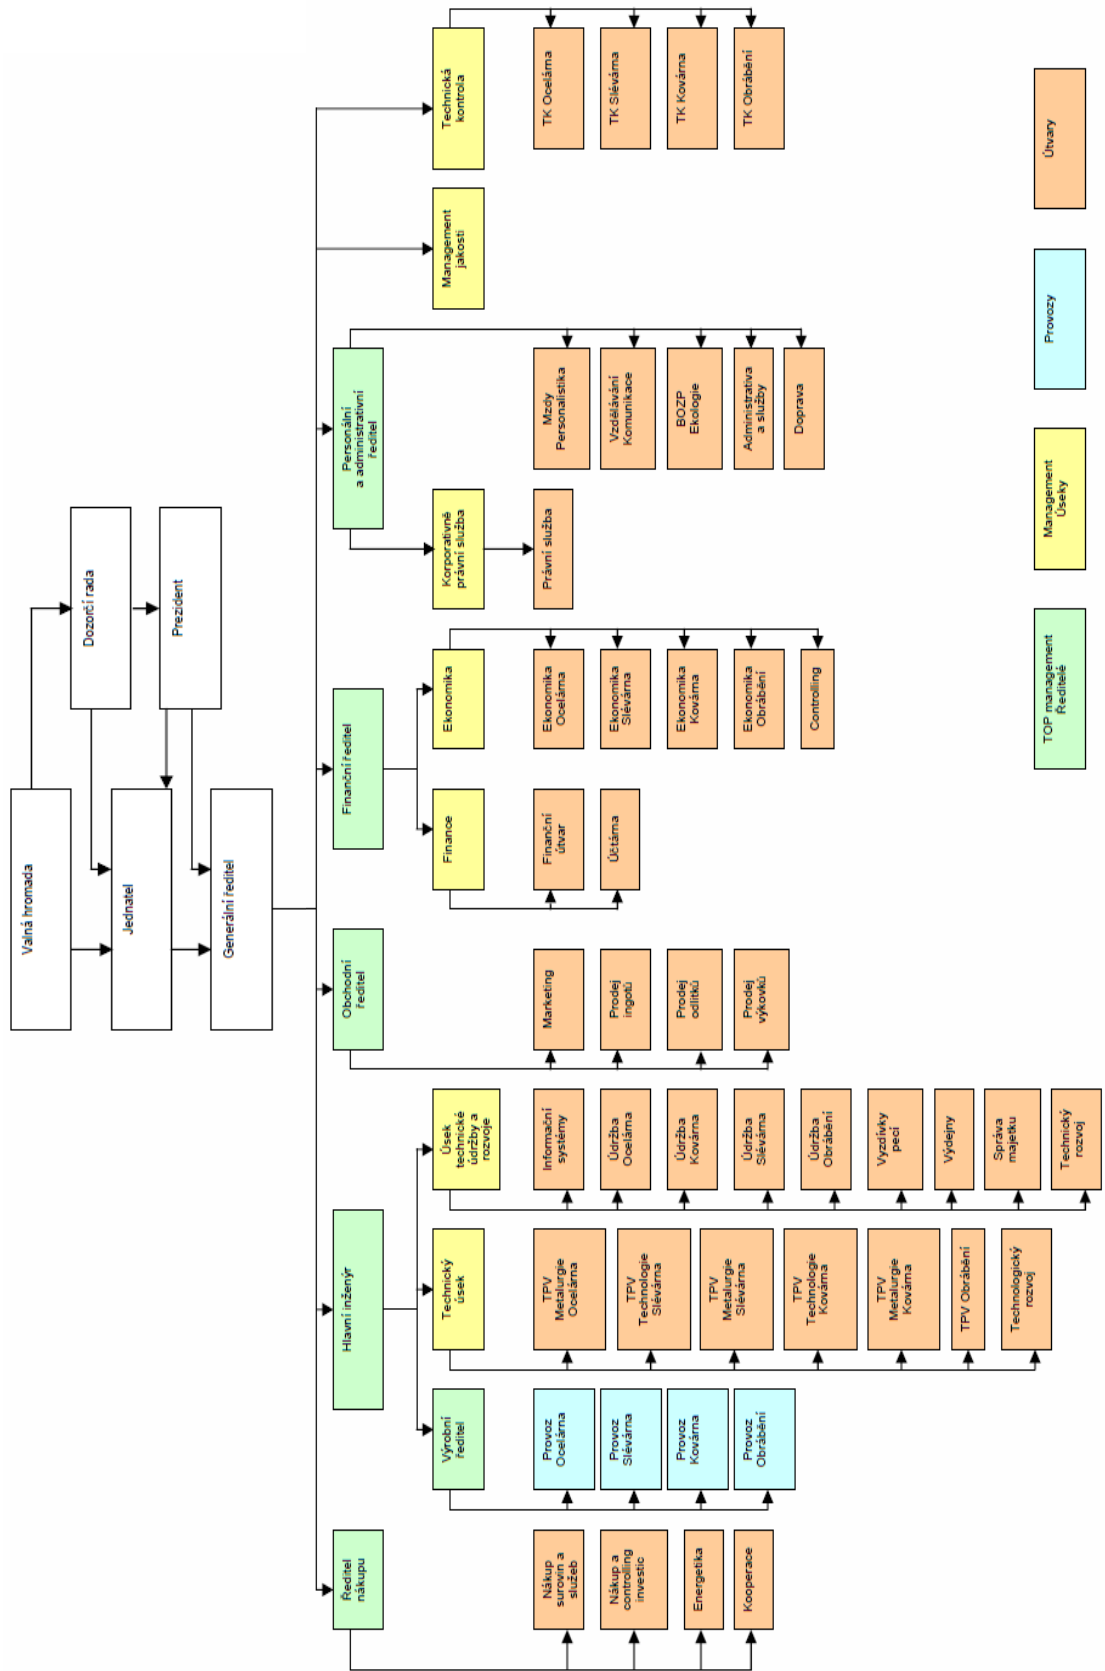 Valná hromada
Dozorčí rada
Jednatel
Prezident
Generální ředitel
Ředitel
nákupu
Hlavní inženýr
Obchodní
ředitel
Finanční ředitel
Personální
a administrativní
ředitel
Výrobní
ředitel
Technický
úsek
Úsek
technické
údržby a
rozvoje
Finance
Ekonomika
Korporativně
právní služba
Management
jakosti
Technická
kontrola
Nákup
surovin a
služeb
Nákup a
controlling
investic
Energetika
Kooperace
Provoz
Ocelárna
Provoz
Slévárna
Provoz
Kovárna
Provoz
Obrábění
TPV
Metalurgie
Ocelárna
TPV
Technologie
Slévárna
TPV
Metalurgie
Slévárna
TPV
Technologie
Kovárna
TPV
Metalurgie
Kovárna
TPV Obrábění
Technologický
rozvoj
Informační
systémy
Údržba
Ocelárna
Údržba
Kovárna
Údržba
Slévárna
Údržba
Obrábění
Vyzdívky
pecí
Výdejny
Správa
majetku
Technický
rozvoj
Marketing
Prodej
ingotů
Prodej
odlitků
Prodej
výkovků
Finanční
útvar
Účtárna
Ekonomika
Ocelárna
Ekonomika
Slévárna
Ekonomika
Kovárna
Ekonomika
Obrábění
Controlling
Právní služba
Mzdy
Personalistika
Vzdělávání
Komunikace
BOZP
Ekologie
Administrativa
a služby
Doprava
TK Ocelárna
TK Slévárna
TK Kovárna
TK Obrábění
TOP management
Ředitelé
Management
Úseky
Provozy
Útvary